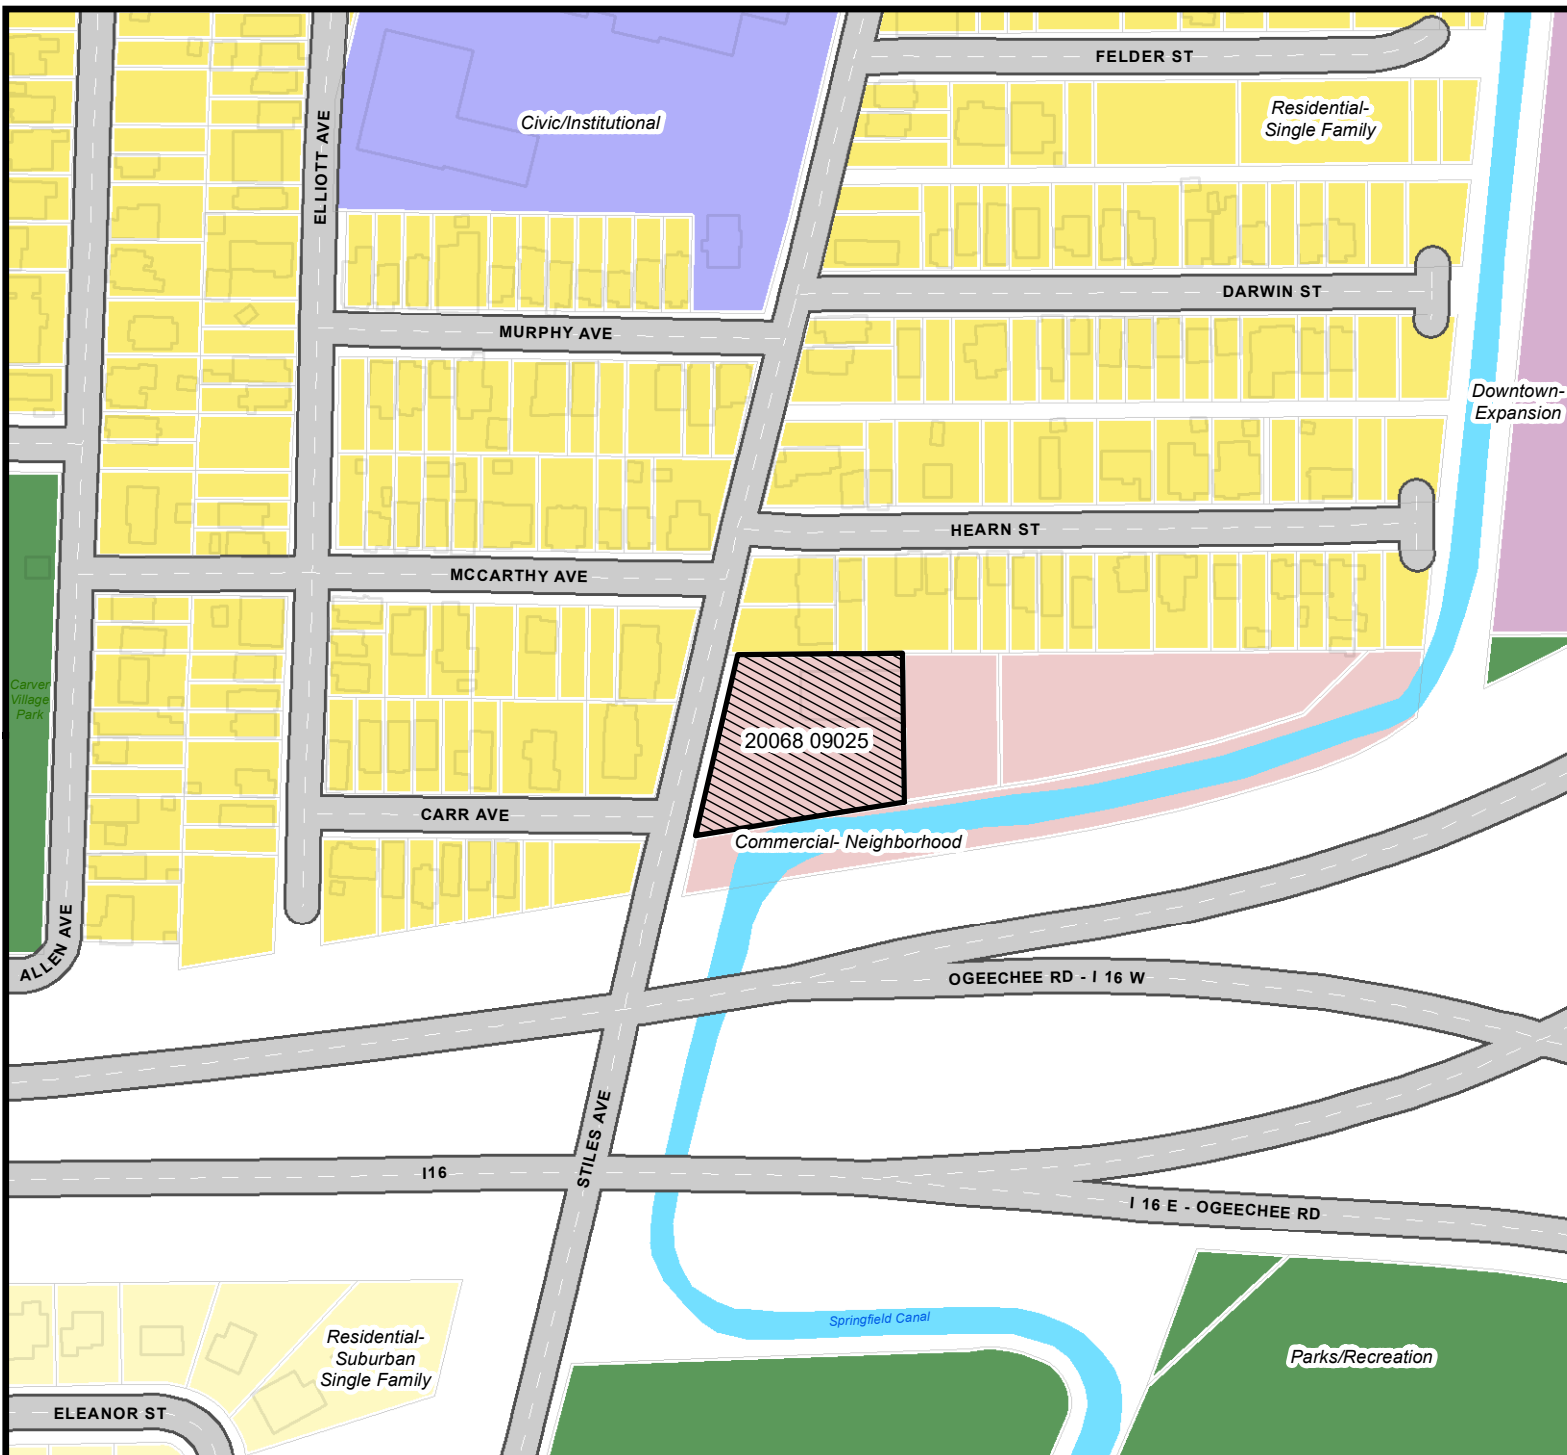 FELDER ST
Civic/Institutional
Residential-
Single Family
ELLIOTT AVE
DARWIN ST
MURPHY AVE
Downtown-
Expansion
HEARN ST
MCCARTHY AVE
Carver
Village
Park
20068 09025
CARR AVE
Commercial- Neighborhood
ALLEN AVE
OGEECHEE RD - I 16 W
STILES AVE
I16
I 16 E - OGEECHEE RD
Springfield Canal
Residential-
Suburban
Single Family
Parks/Recreation
ELEANOR ST